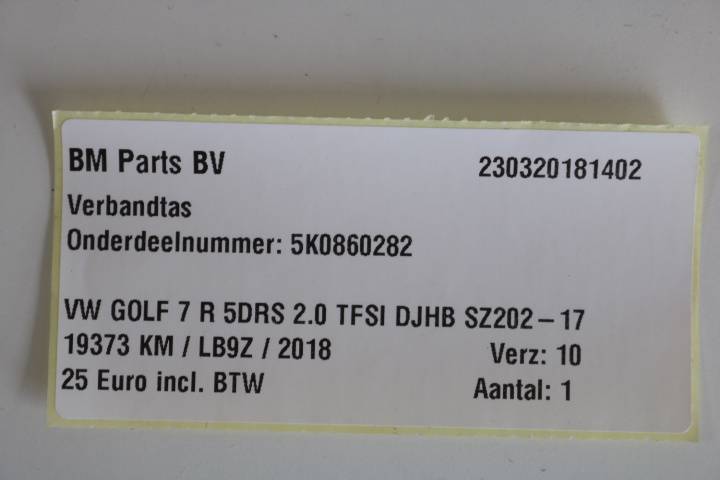 BM Parts BV 230320181402
Verbandtas
Onderdeelnummer: 5K0860282
VW GOLF 7 R 5DRS 2.0 TFSI DJHB SZ202-17
19373 KM / LB9Z / 2018 Verz: 10
25 Euro incl. BTW Aantal: 1